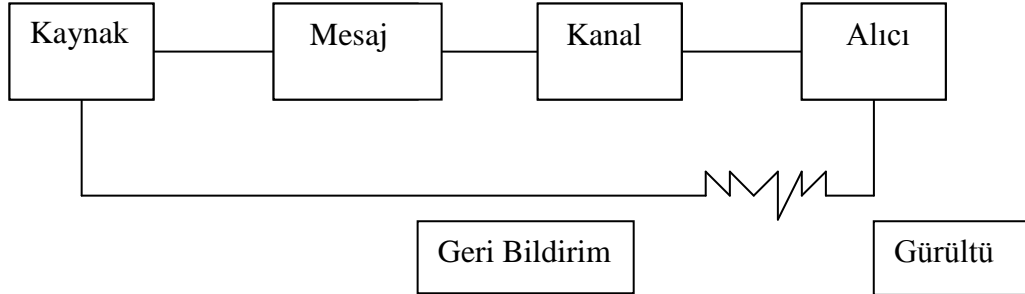 Kaynak
Mesaj
Kanal
Alıcı
Geri Bildirim
Gürültü